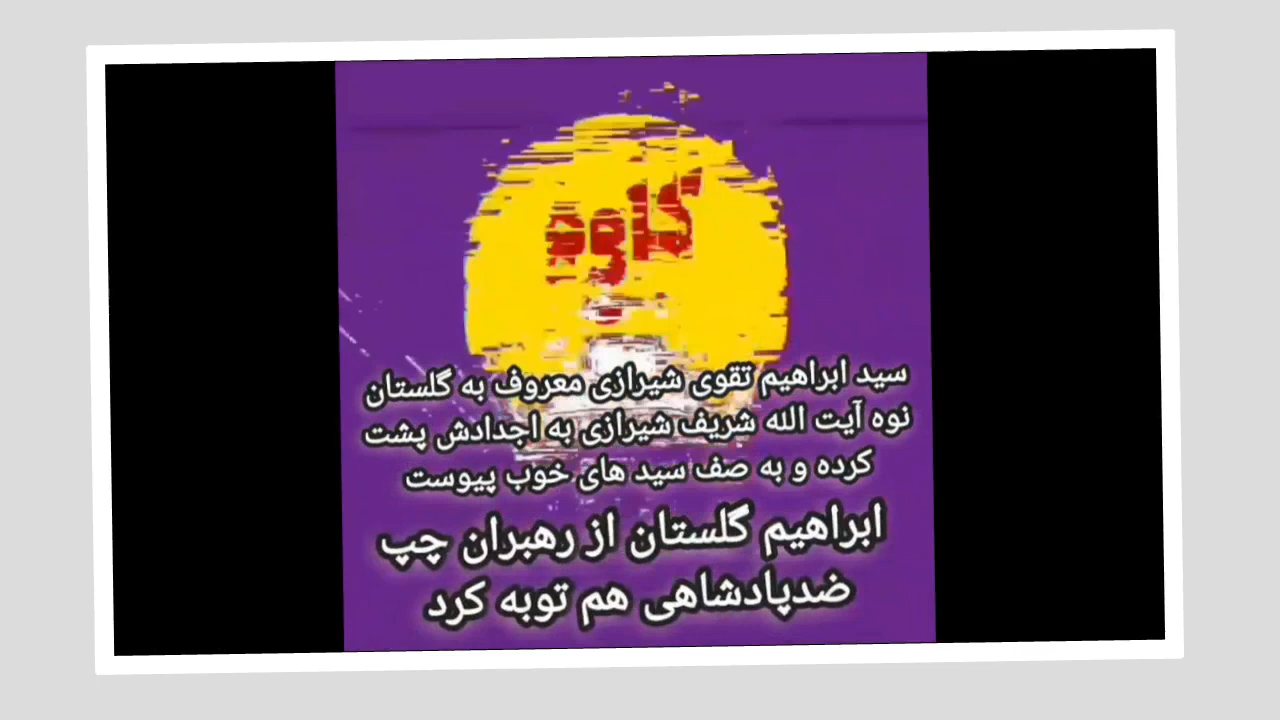 کاوه
سید ابراهیم تقوی شیرازی معروف به گلستان
نوه آیت الله شریف شیرازی به اجدادش پشت
کرده و به صف سید های خوب پیوست
ابراهیم گلستان از رهبران چپ
ضدپادشاهی هم توبه کرد